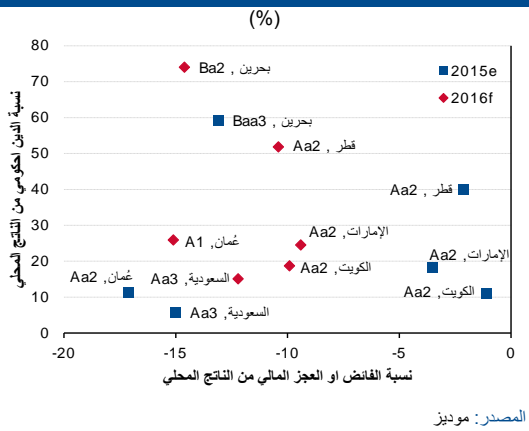 (%)
80
70
60
50
40
30
20
10
0
نسبة الدين احكومي من الناتج المحلي
2015e
2016f
بحرين , Ba2
بحرين , Baa3
قطر , Aa2
قطر , Aa2
عُمان, A1
الإمارات, Aa2
الإمارات, Aa2
الكويت, Aa2
السعودية, Aa3
عُمان, Aa2
الكويت, Aa2
السعودية, Aa3
-20 -15 -10 -5 0
نسبة الفائض او العجز المالي من الناتج المحلي
المصدر: موديز